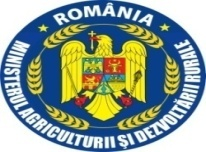 ROMÂNIA
MINISTERUL AGRICULTURII ȘI DEZVOLTĂRII RURALE